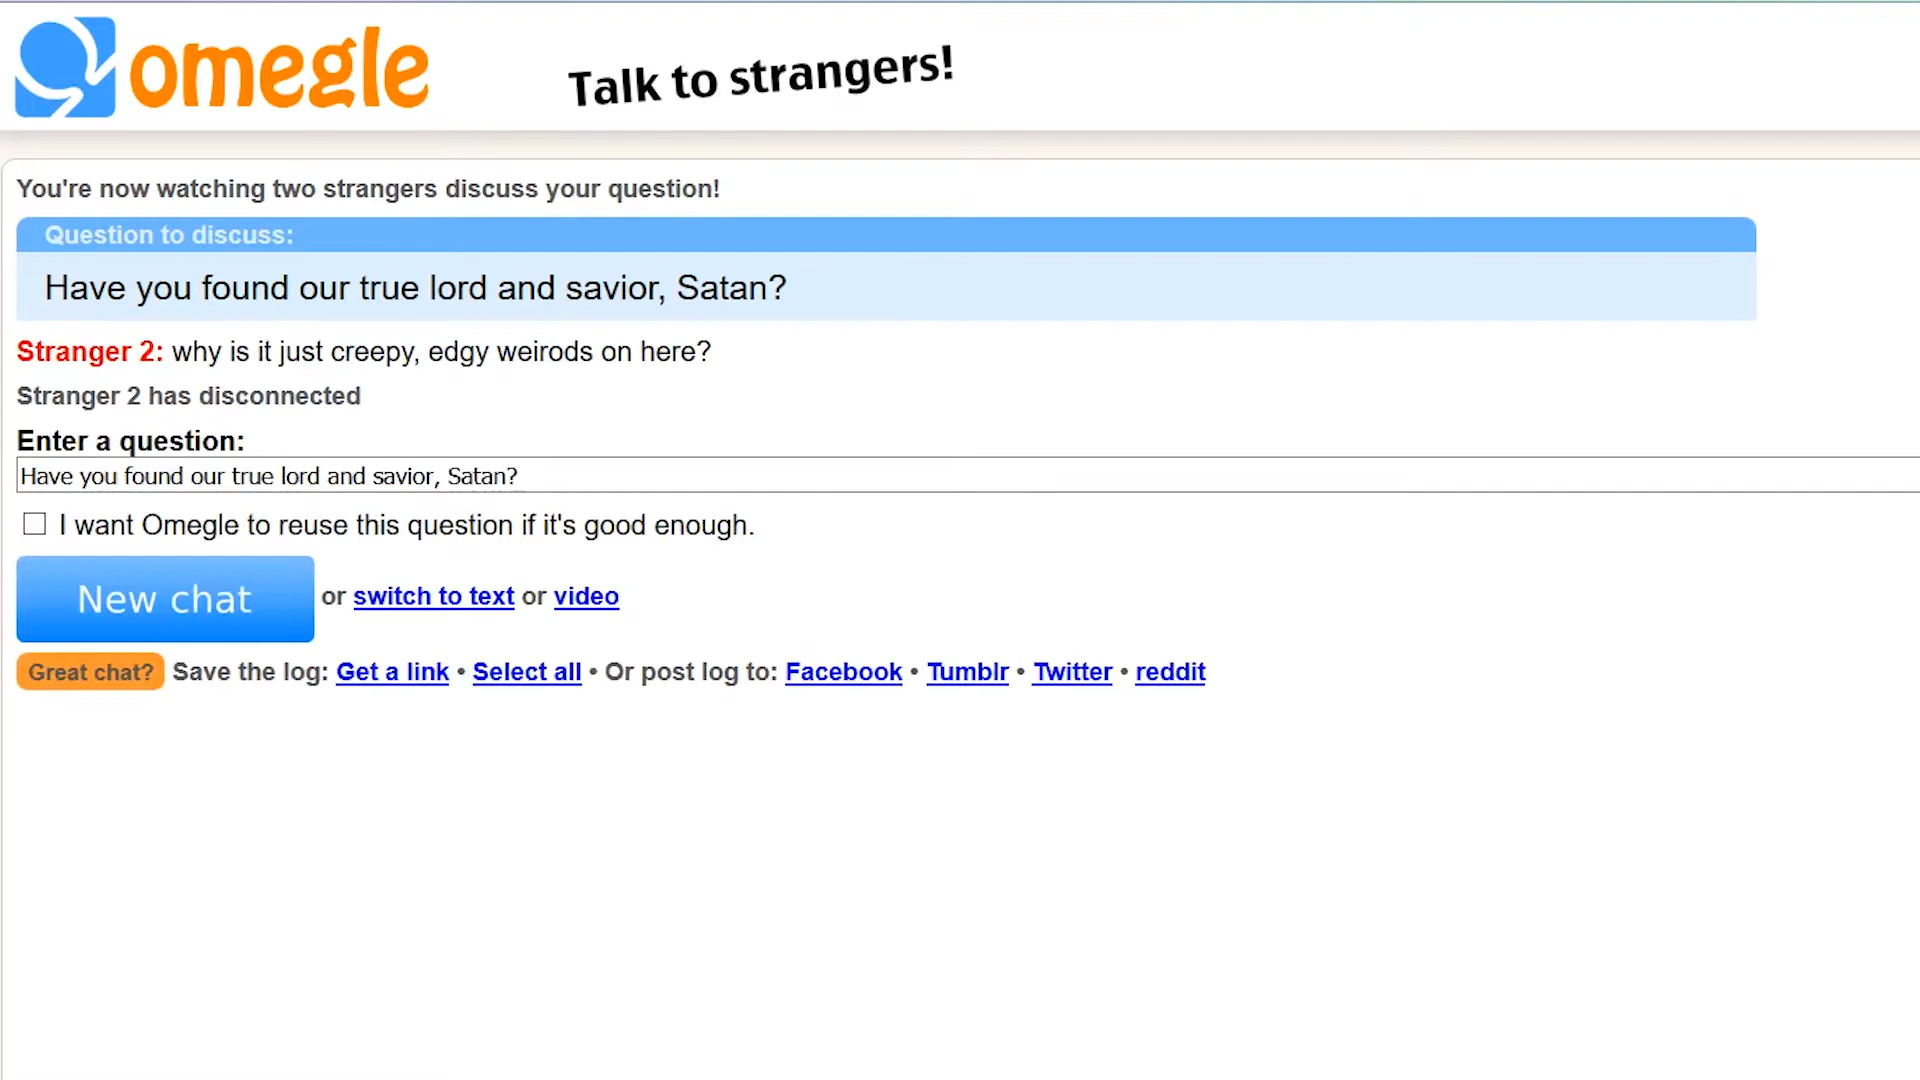 omegle
Talk to strangers!
You're now watching two strangers discuss your question!
Question to discuss:
Have you found our true lord and savior, Satan?
Stranger 2: why is it just creepy, edgy weirods on here?
Stranger 2 has disconnected
Enter a question:
Have you found our true lord and savior, Satan?
I want Omegle to reuse this question if it's good enough.
New chat or switch to text or video
Great chat? Save the log: Get a link • Select all • Or post log to: Facebook • Tumblr • Twitter • reddit